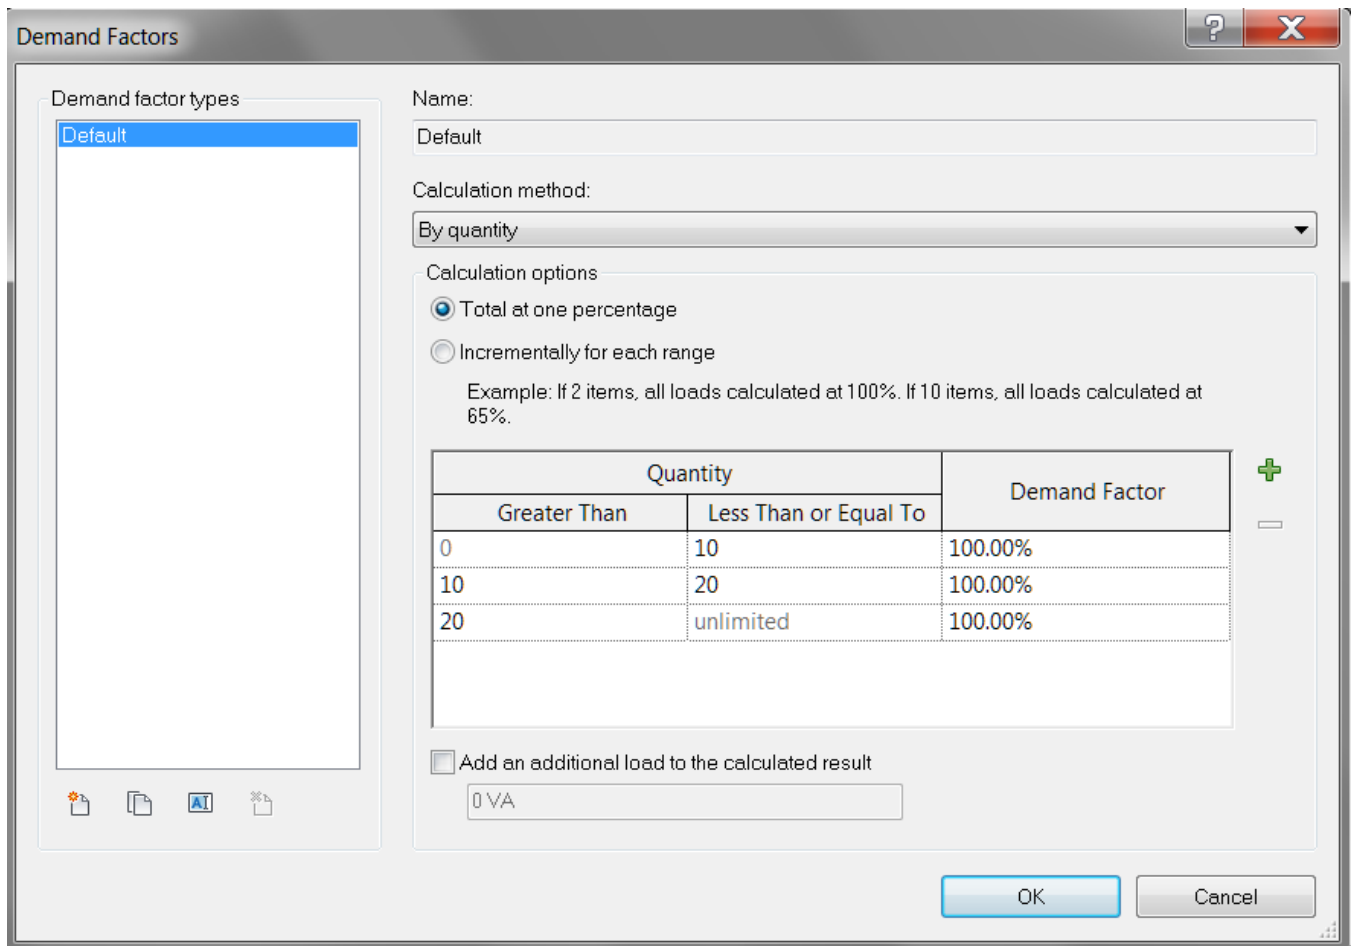 Demand Factors
Demand factor types
Default
Name:
Default
Calculation method:
By quantity
Calculation options
Total at one percentage
Incrementally for each range
Example: If 2 items, all loads calculated at 100%. If 10 items, all loads calculated at
65%.
Quantity
Demand Factor
Greater Than
Less Than or Equal To
0 10 100.00%
10 20 100.00%
20 unlimited 100.00%
Add an additional load to the calculated result
0 VA
OK
Cancel